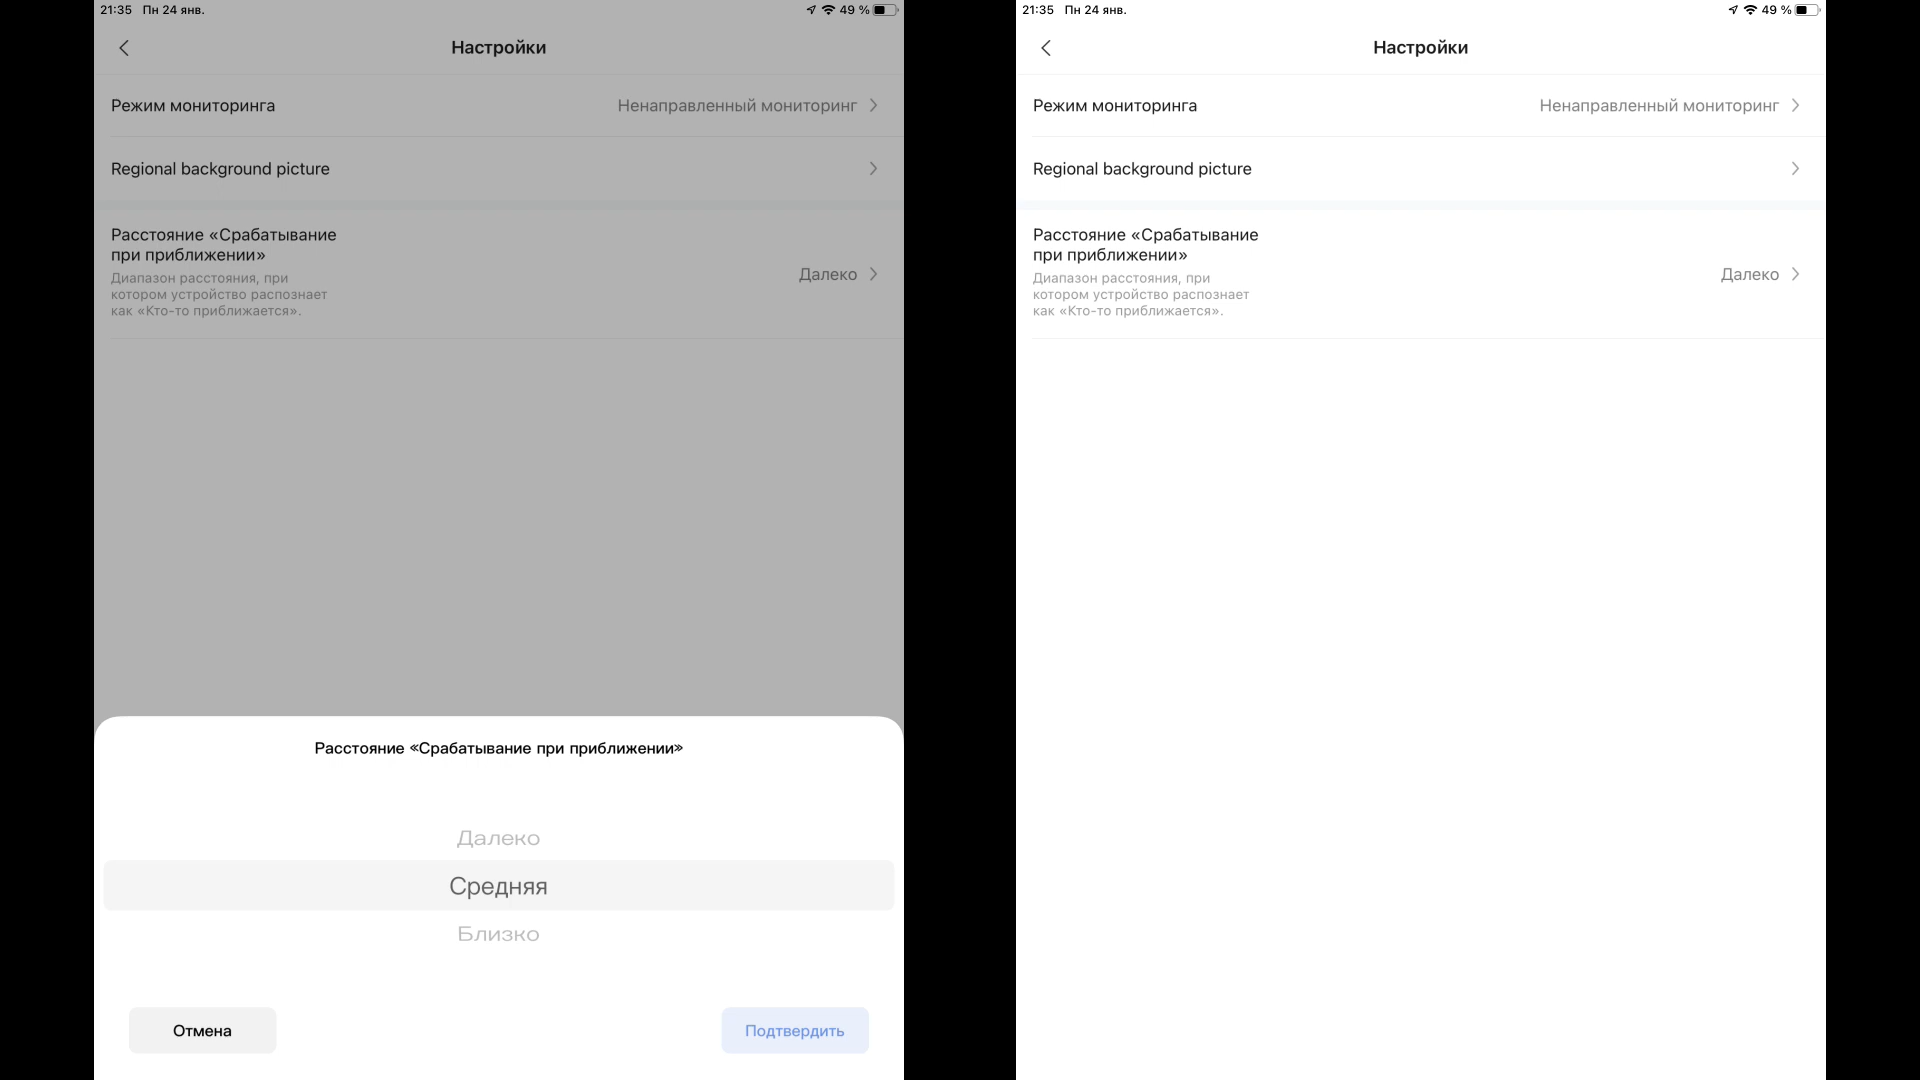 21:35 Пн 24 янв. 49 %
Настройки
Режим мониторинга Ненаправленный мониторинг
Regional background picture
Расстояние «Срабатывание
при приближении»
Диапазон расстояния, при
котором устройство распознает
как «Кто-то приближается».
Далеко
Расстояние «Срабатывание при приближении»
Далеко
Средняя
Близко
Отмена Подтвердить
21:35 Пн 24 янв. 49 %
Настройки
Режим мониторинга Ненаправленный мониторинг
Regional background picture
Расстояние «Срабатывание
при приближении»
Диапазон расстояния, при
котором устройство распознает
как «Кто-то приближается».
Далеко